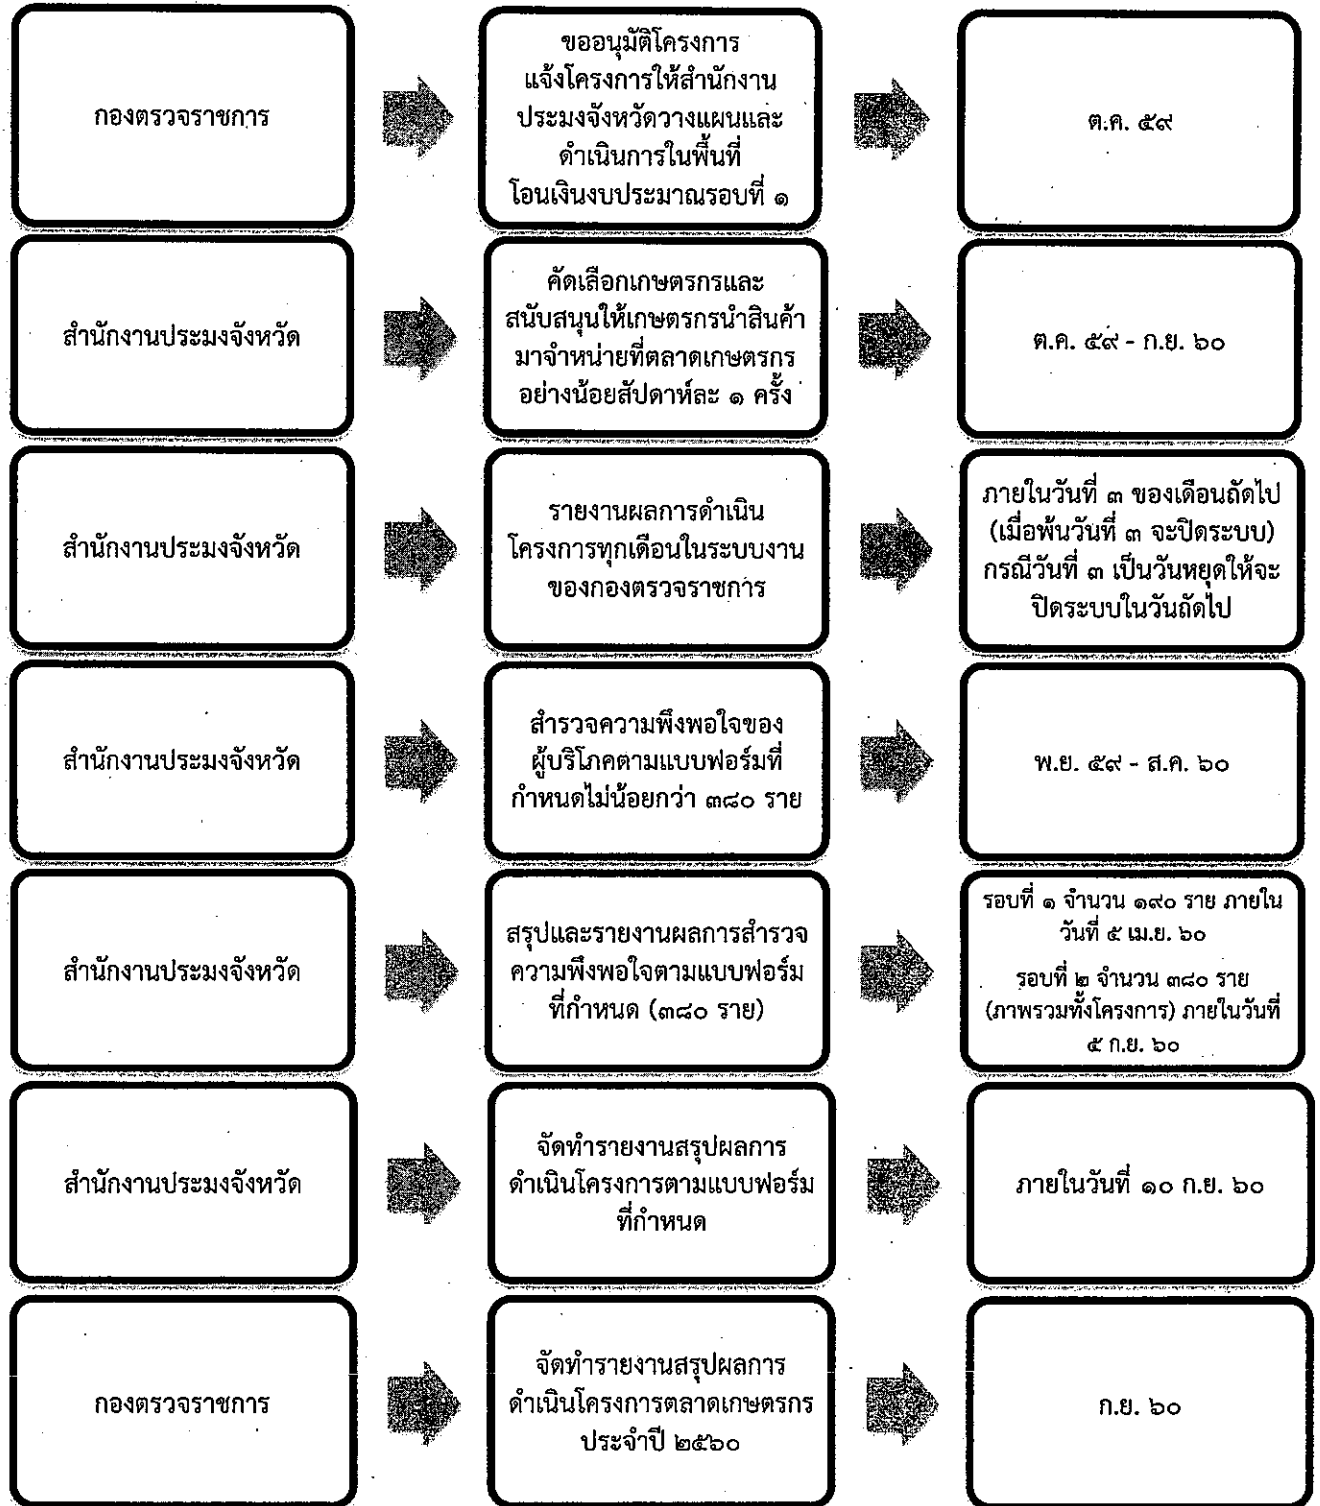 กองตรวจราชการ
ขออนุมัติโครงการ
แจ้งโครงการให้สำนักงาน
ประมงจังหวัดวางแผนและ
ดำเนินการในพื้นที่
โอนเงินงบประมาณรอบที่ ๑
ต.ค. ๕๙
สำนักงานประมงจังหวัด
คัดเลือกเกษตรกรและ
สนับสนุนให้เกษตรกรนำสินค้า
มาจำหน่ายที่ตลาดเกษตรกร
อย่างน้อยสัปดาห์ละ ๑ ครั้ง
ต.ค. ๕๙ - ก.ย. ๖๐
สำนักงานประมงจังหวัด
รายงานผลการดำเนิน
โครงการทุกเดือนในระบบงาน
ของกองตรวจราชการ
ภายในวันที่ ๓ ของเดือนถัดไป
(เมื่อพ้นวันที่ ๓ จะปิดระบบ)
กรณีวันที่ ๓ เป็นวันหยุดให้จะ
ปิดระบบในวันถัดไป
สำนักงานประมงจังหวัด
สำรวจความพึงพอใจของ
ผู้บริโภคตามแบบฟอร์มที่
กำหนดไม่น้อยกว่า ๓๘๐ ราย
พ.ย. ๕๙ - ส.ค. ๖๐
สำนักงานประมงจังหวัด
สรุปและรายงานผลการสำรวจ
ความพึงพอใจตามแบบฟอร์ม
ที่กำหนด (๓๘๐ ราย)
รอบที่ ๑ จำนวน ๑๙๐ ราย ภายใน
วันที่ ๕ เม.ย. ๖๐
รอบที่ ๒ จำนวน ๓๘๐ ราย
(ภาพรวมทั้งโครงการ) ภายในวันที่
๕ ก.ย. ๖๐
สำนักงานประมงจังหวัด
จัดทำรายงานสรุปผลการ
ดำเนินโครงการตามแบบฟอร์ม
ที่กำหนด
ภายในวันที่ ๑๐ ก.ย. ๖๐
กองตรวจราชการ
จัดทำรายงานสรุปผลการ
ดำเนินโครงการตลาดเกษตรกร
ประจำปี ๒๕๖๐
ก.ย. ๖๐